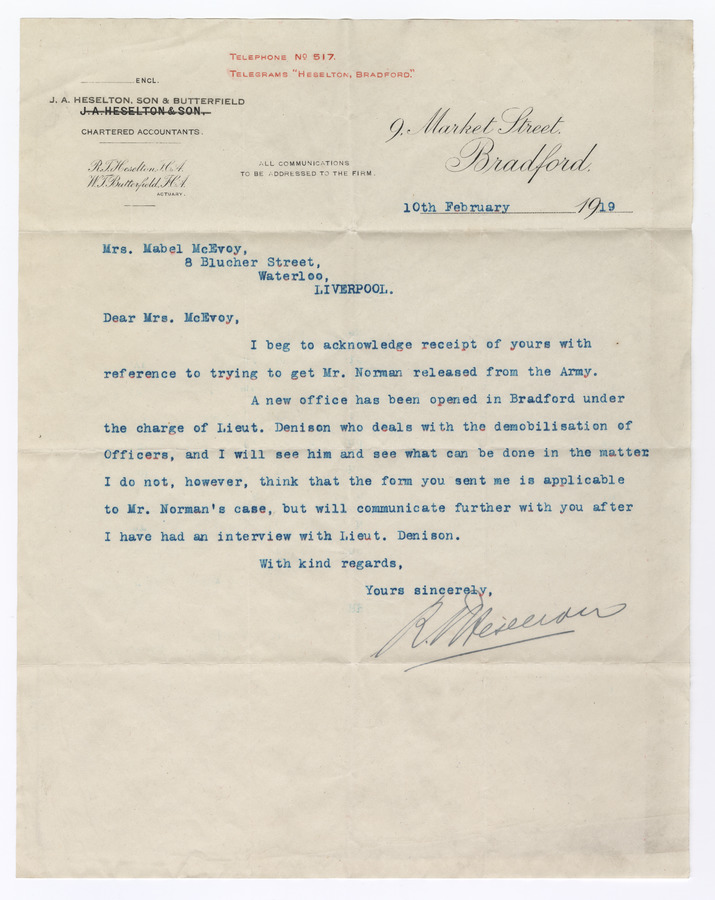 TELEPHONE No 517.
TELEGRAMS "HESELTON, BRADFORD."
ENCL.
J. A. HESELTON, SON & BUTTERFIELD
J. A. HESELTON & SON,
CHARTERED ACCOUNTANTS.
R.T. Heselton, A.C.A.
W.T. Butterfield, F.C.A.
ACTUARY.
ALL COMMUNICATIONS
TO BE ADDRESSED TO THE FIRM.
9, Market Street.
Bradford,
10th February 1919
Mrs. Mabel McEvoy,
8 Blucher Street,
Waterloo,
LIVERPOOL.
Dear Mrs. McEvoy,
I beg to acknowledge receipt of yours with
reference to trying to get Mr. Norman released from the Army.
A new office has been opened in Bradford under
the charge of Lieut. Denison who deals with the demobilisation of
Officers, and I will see him and see what can be done in the matter
I do not, however, think that the form you sent me is applicable
to Mr. Norman's case, but will communicate further with you after
I have had an interview with Lieut. Denison.
With kind regards,
Yours sincerely,
R.T. Heselton